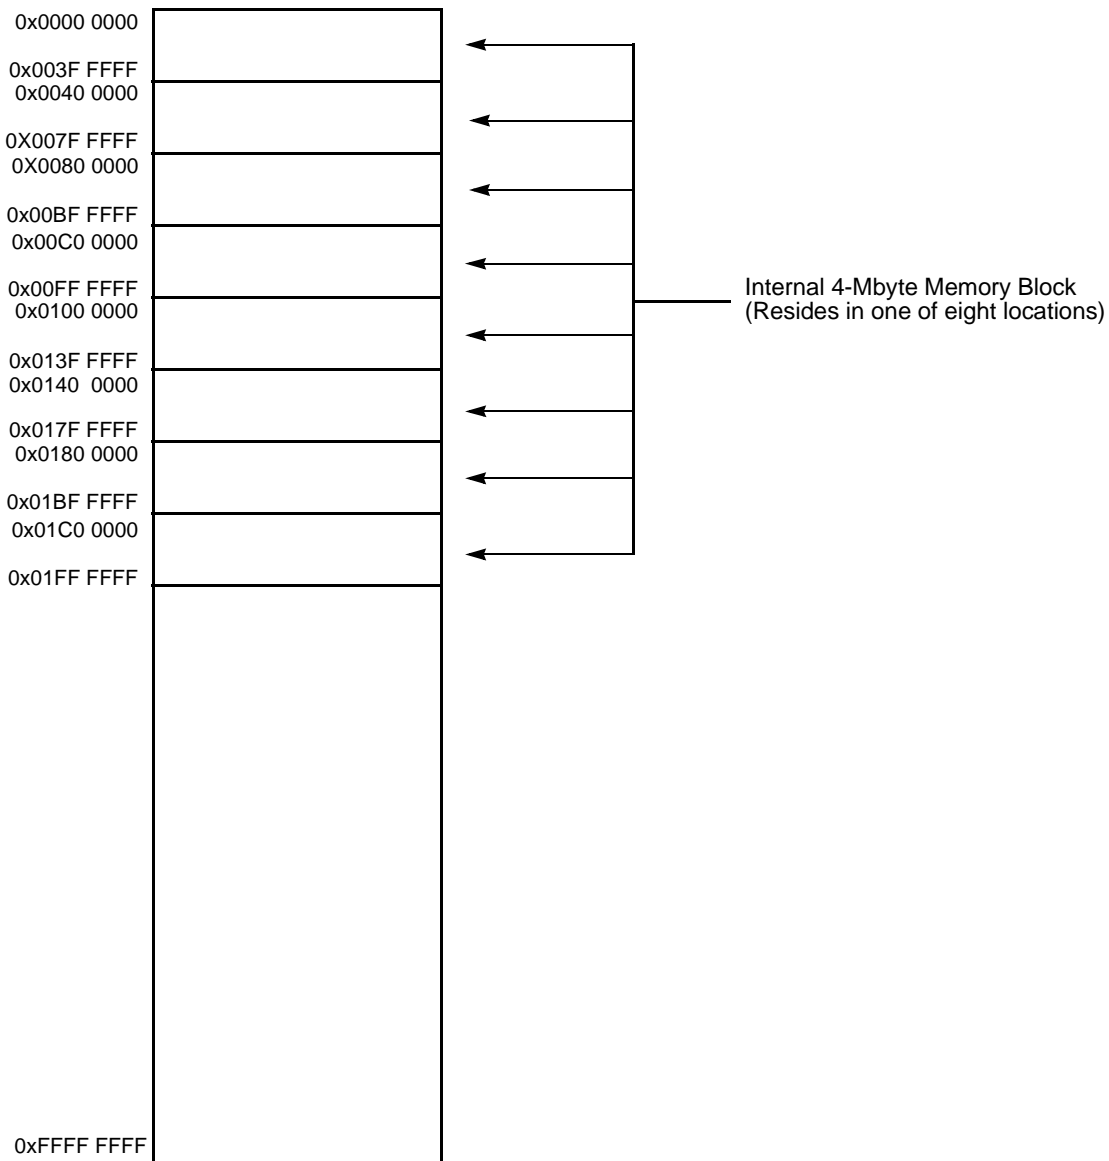 0x0000 0000
0x003F FFFF
0x0040 0000
0X007F FFFF
0X0080 0000
0x00BF FFFF
0x00C0 0000
0x00FF FFFF
0x0100 0000
0x013F FFFF
0x0140  0000
0x017F FFFF
0x0180 0000
0x01BF FFFF
0x01C0 0000
0x01FF FFFF
0xFFFF FFFF
Internal 4-Mbyte Memory Block
(Resides in one of eight locations)